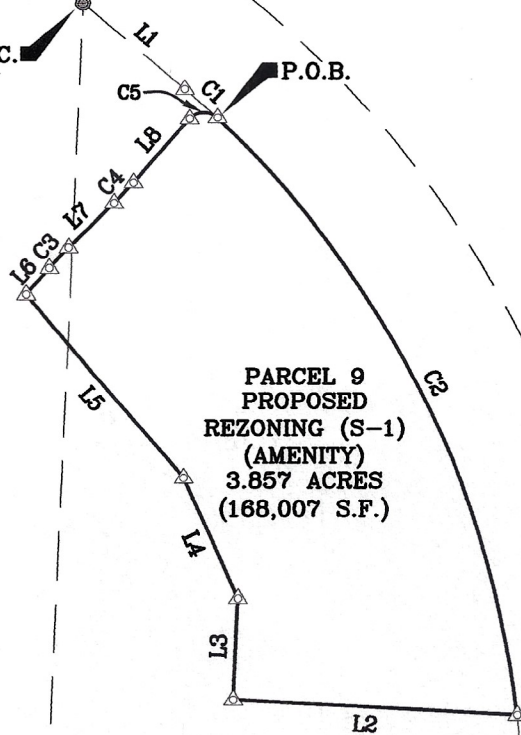 C.
L1
P.O.B.
C5
C1
L8
C4
L7
C3
L6
L5
C2
PARCEL 9
PROPOSED
REZONING (S-1)
(AMENITY)
3.857 ACRES
(168,007 S.F.)
L4
L3
L2